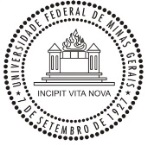 UNIVERSIDADE FEDERAL DE MINAS GERAIS
INCIPIT VITA NOVA
* 7 DE SETEMBRO DE 1927 *